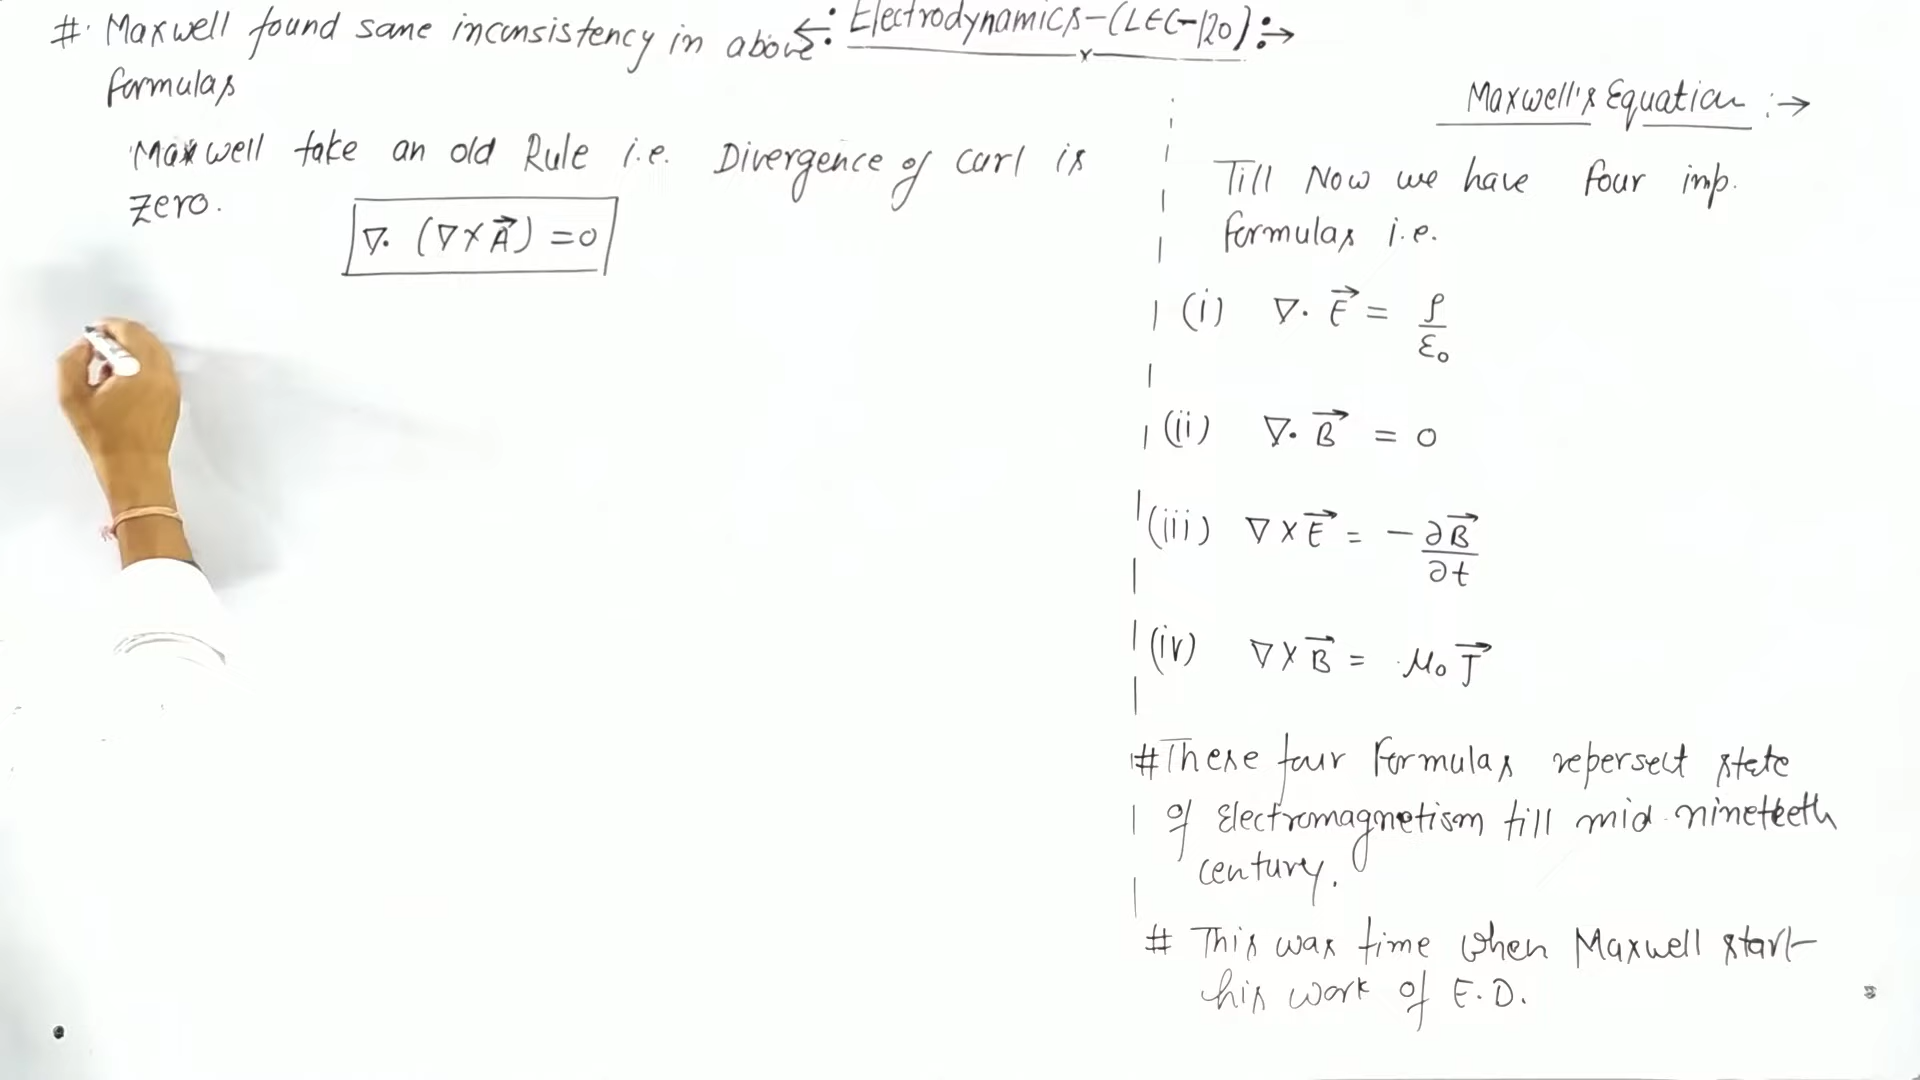 Electrodynamics-(LEC-120)
Maxwell's Equation :→
Till Now we have four imp.
formulas i.e.
(i) ∇. E⃗ = ρ/ε₀
(ii) ∇. B⃗ = 0
(iii) ∇×E⃗ = -∂B⃗/∂t
(iv) ∇×B⃗ = μ₀J⃗
# These four formulas repersect state
of Electromagnetism till mid nineteeth
century.
# This was time when Maxwell start
his work of E.D.
#. Maxwell found same inconsistency in above
formulas
Maxwell take an old Rule i.e. Divergence of curl is
zero.
∇. (∇×A⃗) = 0